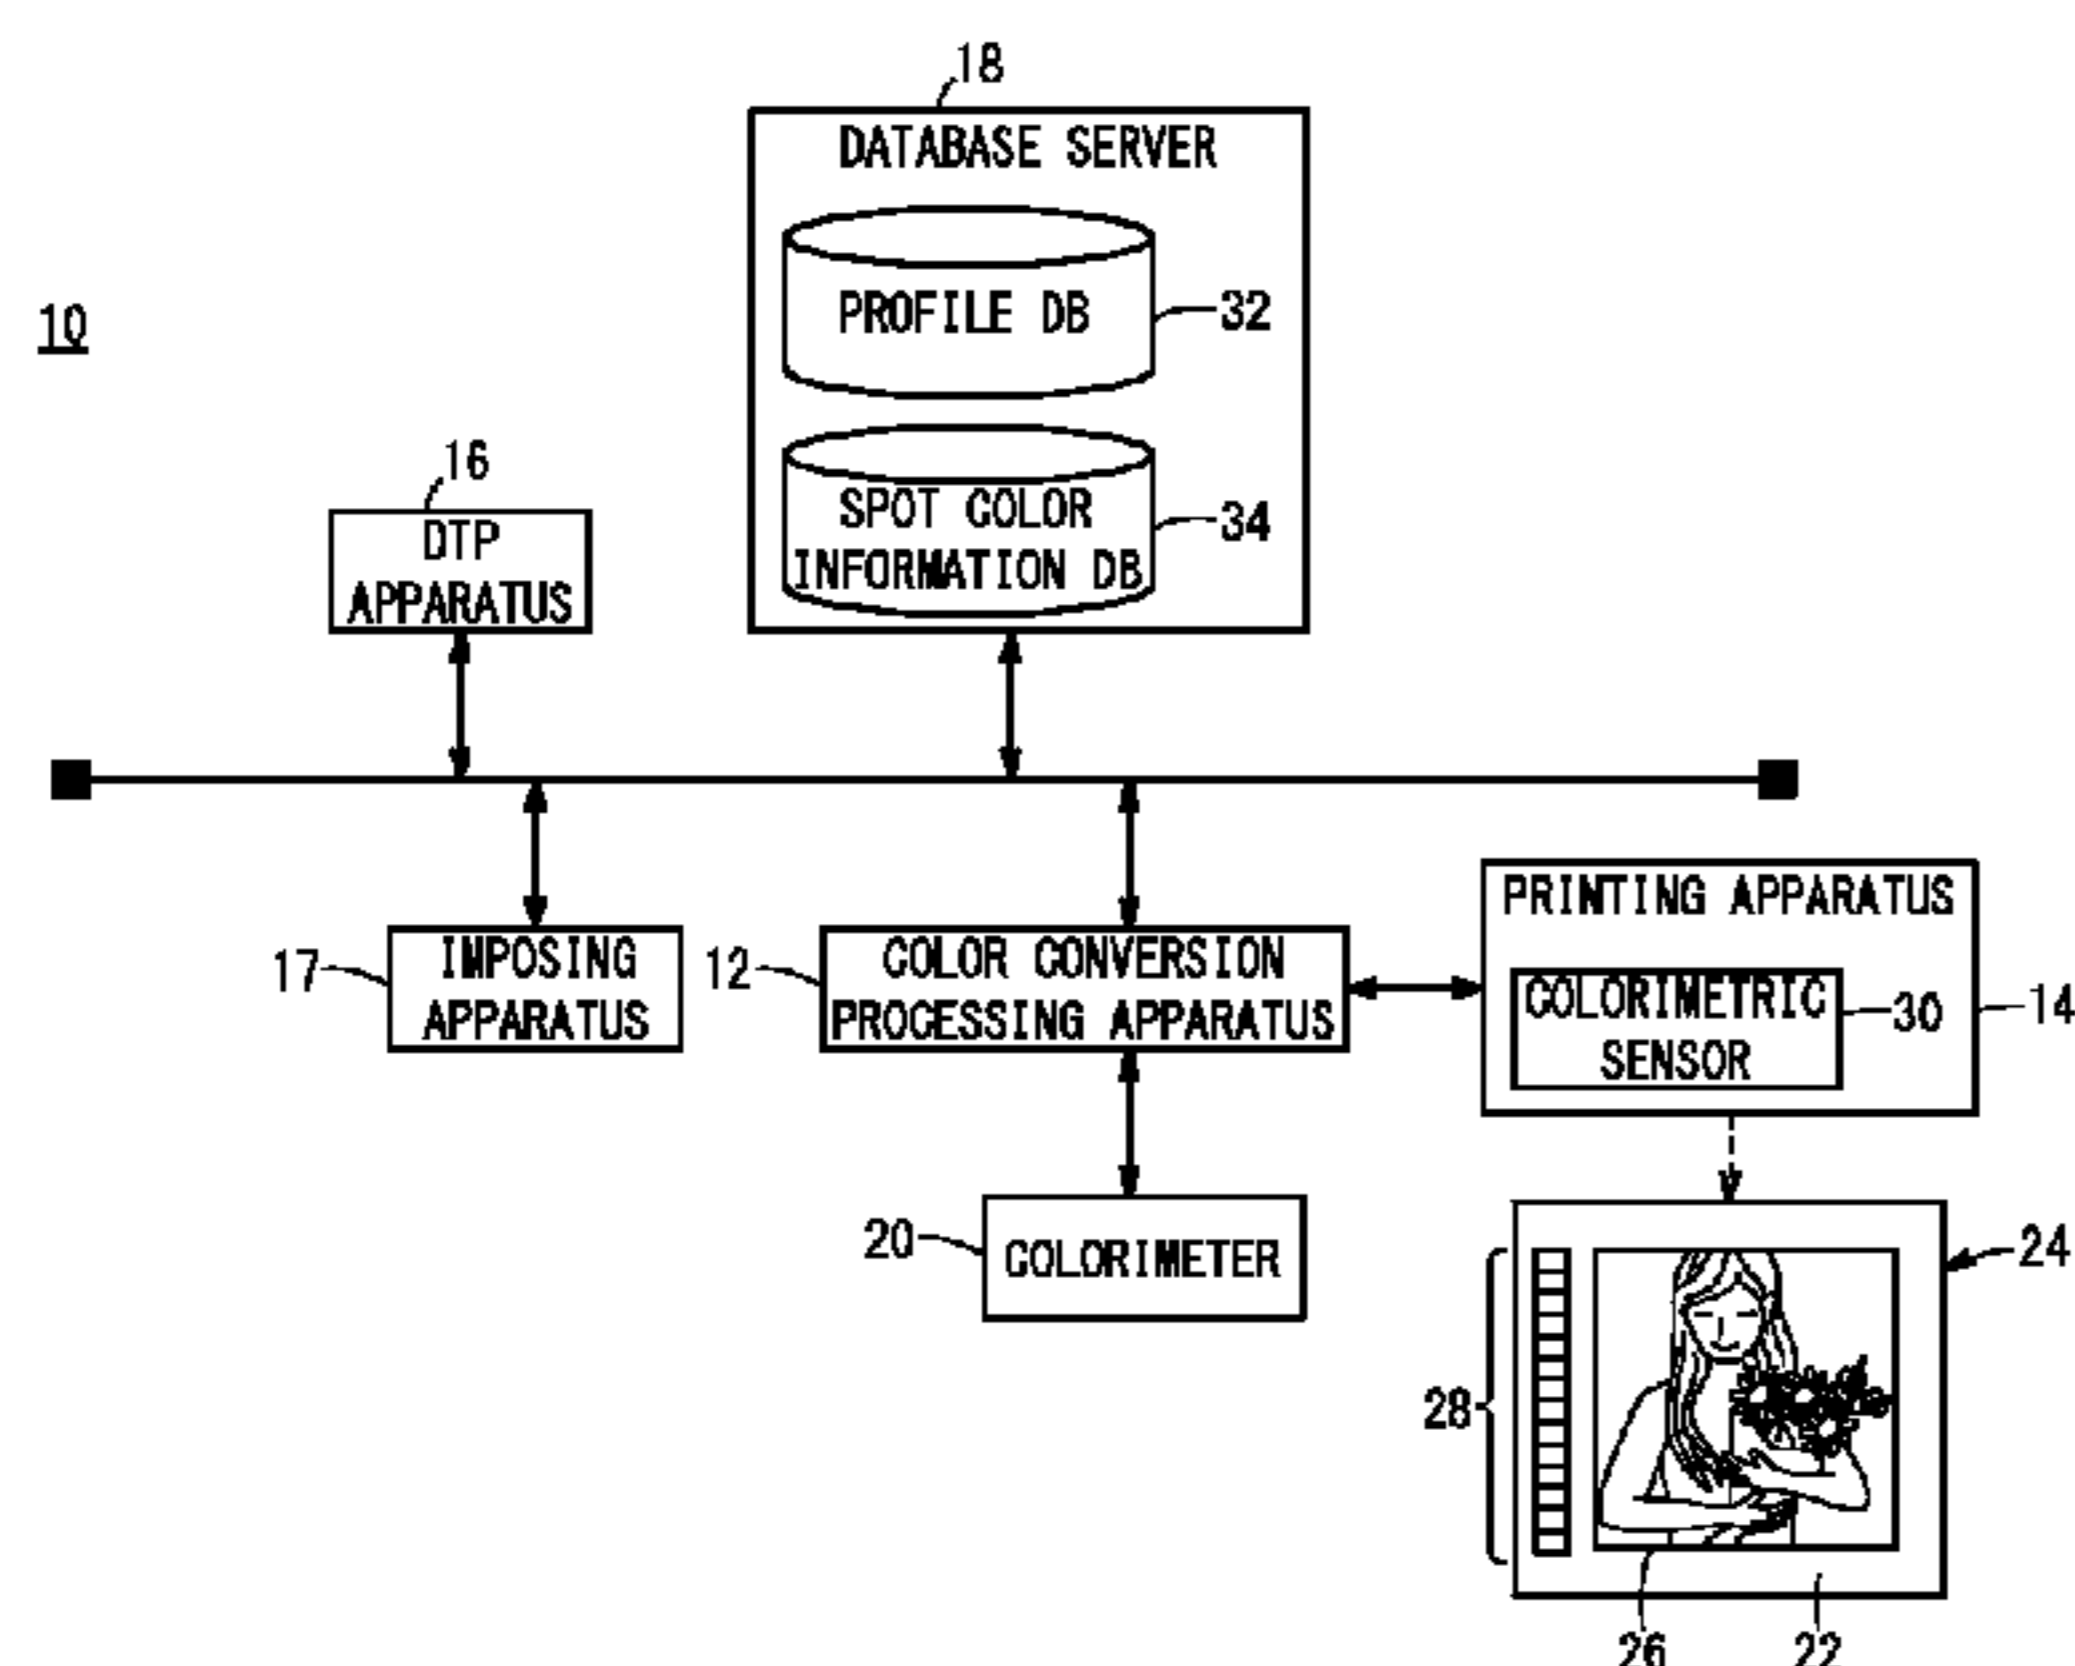 18
DATABASE SERVER
10
PROFILE DB
32
16
SPOT COLOR
INFORMATION DB
34
DTP
APPARATUS
PRINTING APPARATUS
17
IMPOSING
APPARATUS
12
COLOR CONVERSION
PROCESSING APPARATUS
COLORIMETRIC
SENSOR
30
14
20
COLORIMETER
24
28
26
22